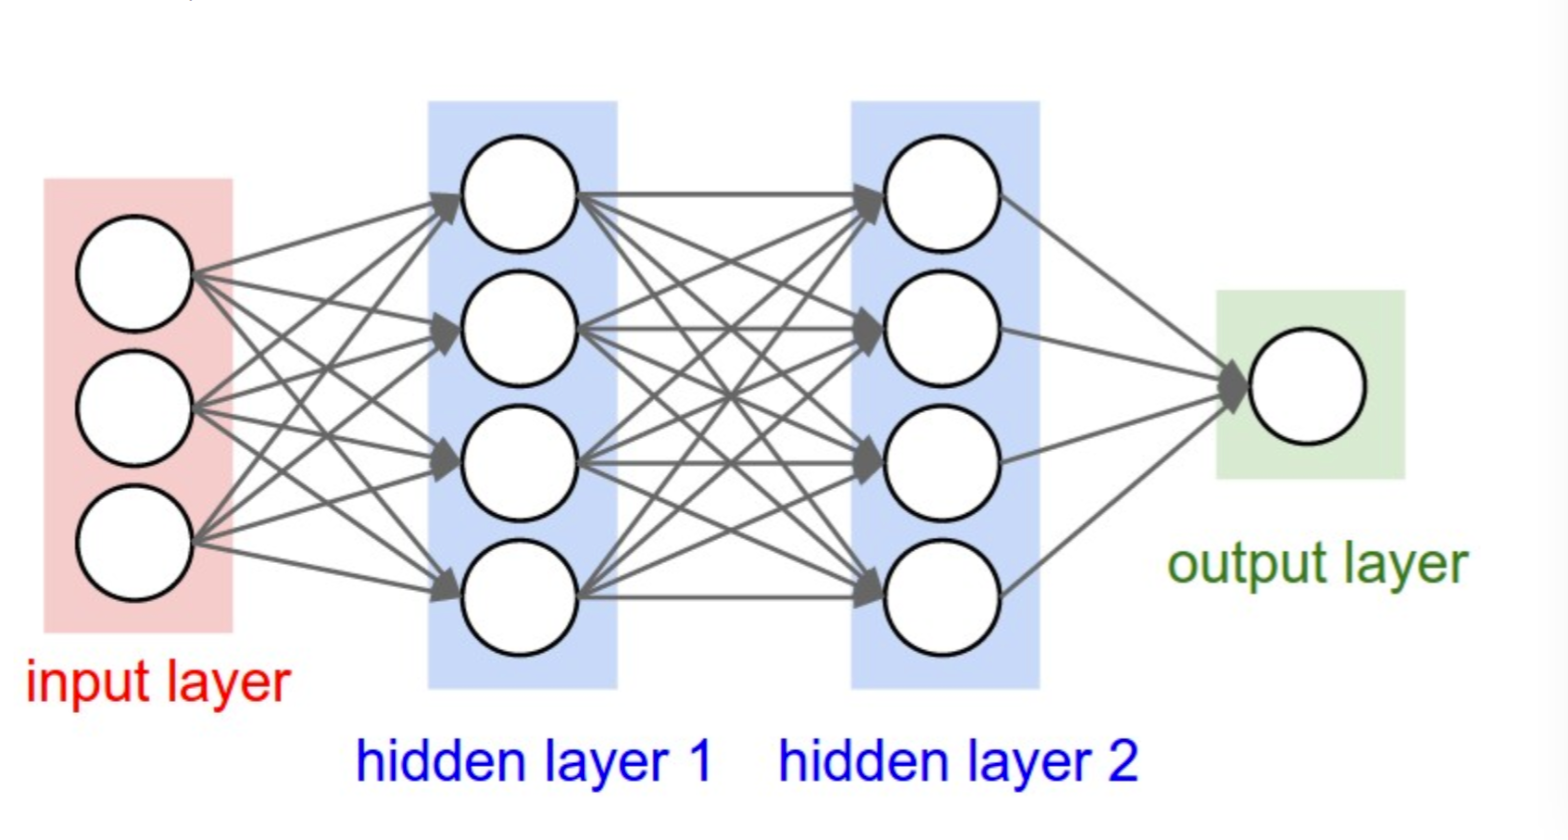 input layer
hidden layer 1
hidden layer 2
output layer